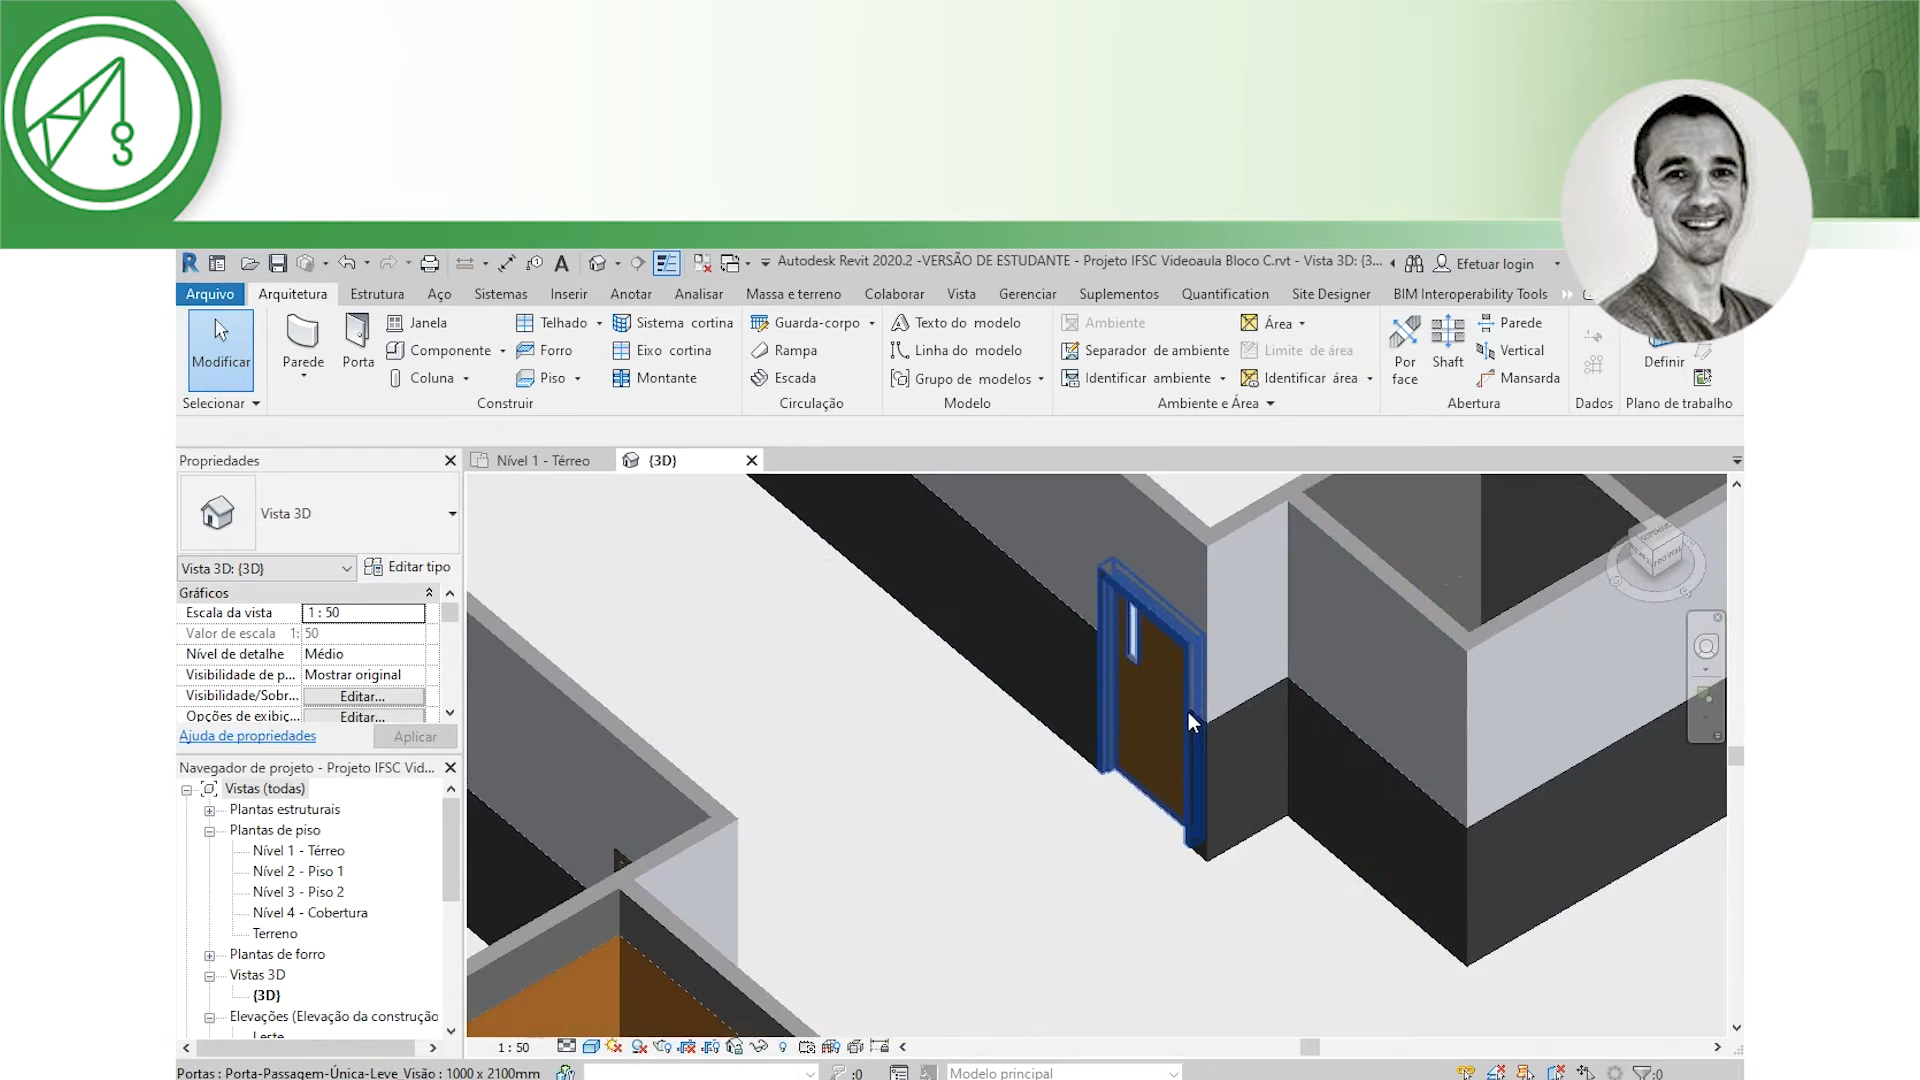 Autodesk Revit 2020.2 -VERSÃO DE ESTUDANTE - Projeto IFSC Videoaula Bloco C.rvt - Vista 3D: {3... Efetuar login
Arquivo Arquitetura Estrutura Aço Sistemas Inserir Anotar Analisar Massa e terreno Colaborar Vista Gerenciar Suplementos Quantification Site Designer BIM Interoperability Tools
Janela Telhado Sistema cortina Guarda-corpo Texto do modelo Ambiente Área Parede
Modificar Parede Porta Componente Forro Eixo cortina Rampa Linha do modelo Separador de ambiente Limite de área Por face Shaft Vertical Definir
Coluna Piso Montante Escada Grupo de modelos Identificar ambiente Identificar área Mansarda
Selecionar Construir Circulação Modelo Ambiente e Área Abertura Dados Plano de trabalho
Propriedades
Nível 1 - Térreo {3D}
Vista 3D
Vista 3D: {3D} Editar tipo
Gráficos
Escala da vista 1 : 50
Valor de escala 1: 50
Nível de detalhe Médio
Visibilidade de p... Mostrar original
Visibilidade/Sobr... Editar...
Opções de exibiç... Editar...
Ajuda de propriedades Aplicar
Navegador de projeto - Projeto IFSC Vid...
Vistas (todas)
Plantas estruturais
Plantas de piso
Nível 1 - Térreo
Nível 2 - Piso 1
Nível 3 - Piso 2
Nível 4 - Cobertura
Terreno
Plantas de forro
Vistas 3D
{3D}
Elevações (Elevação da construção
Leste
1 : 50
Portas : Porta-Passagem-Única-Leve_Visão : 1000 x 2100mm :0 Modelo principal :0